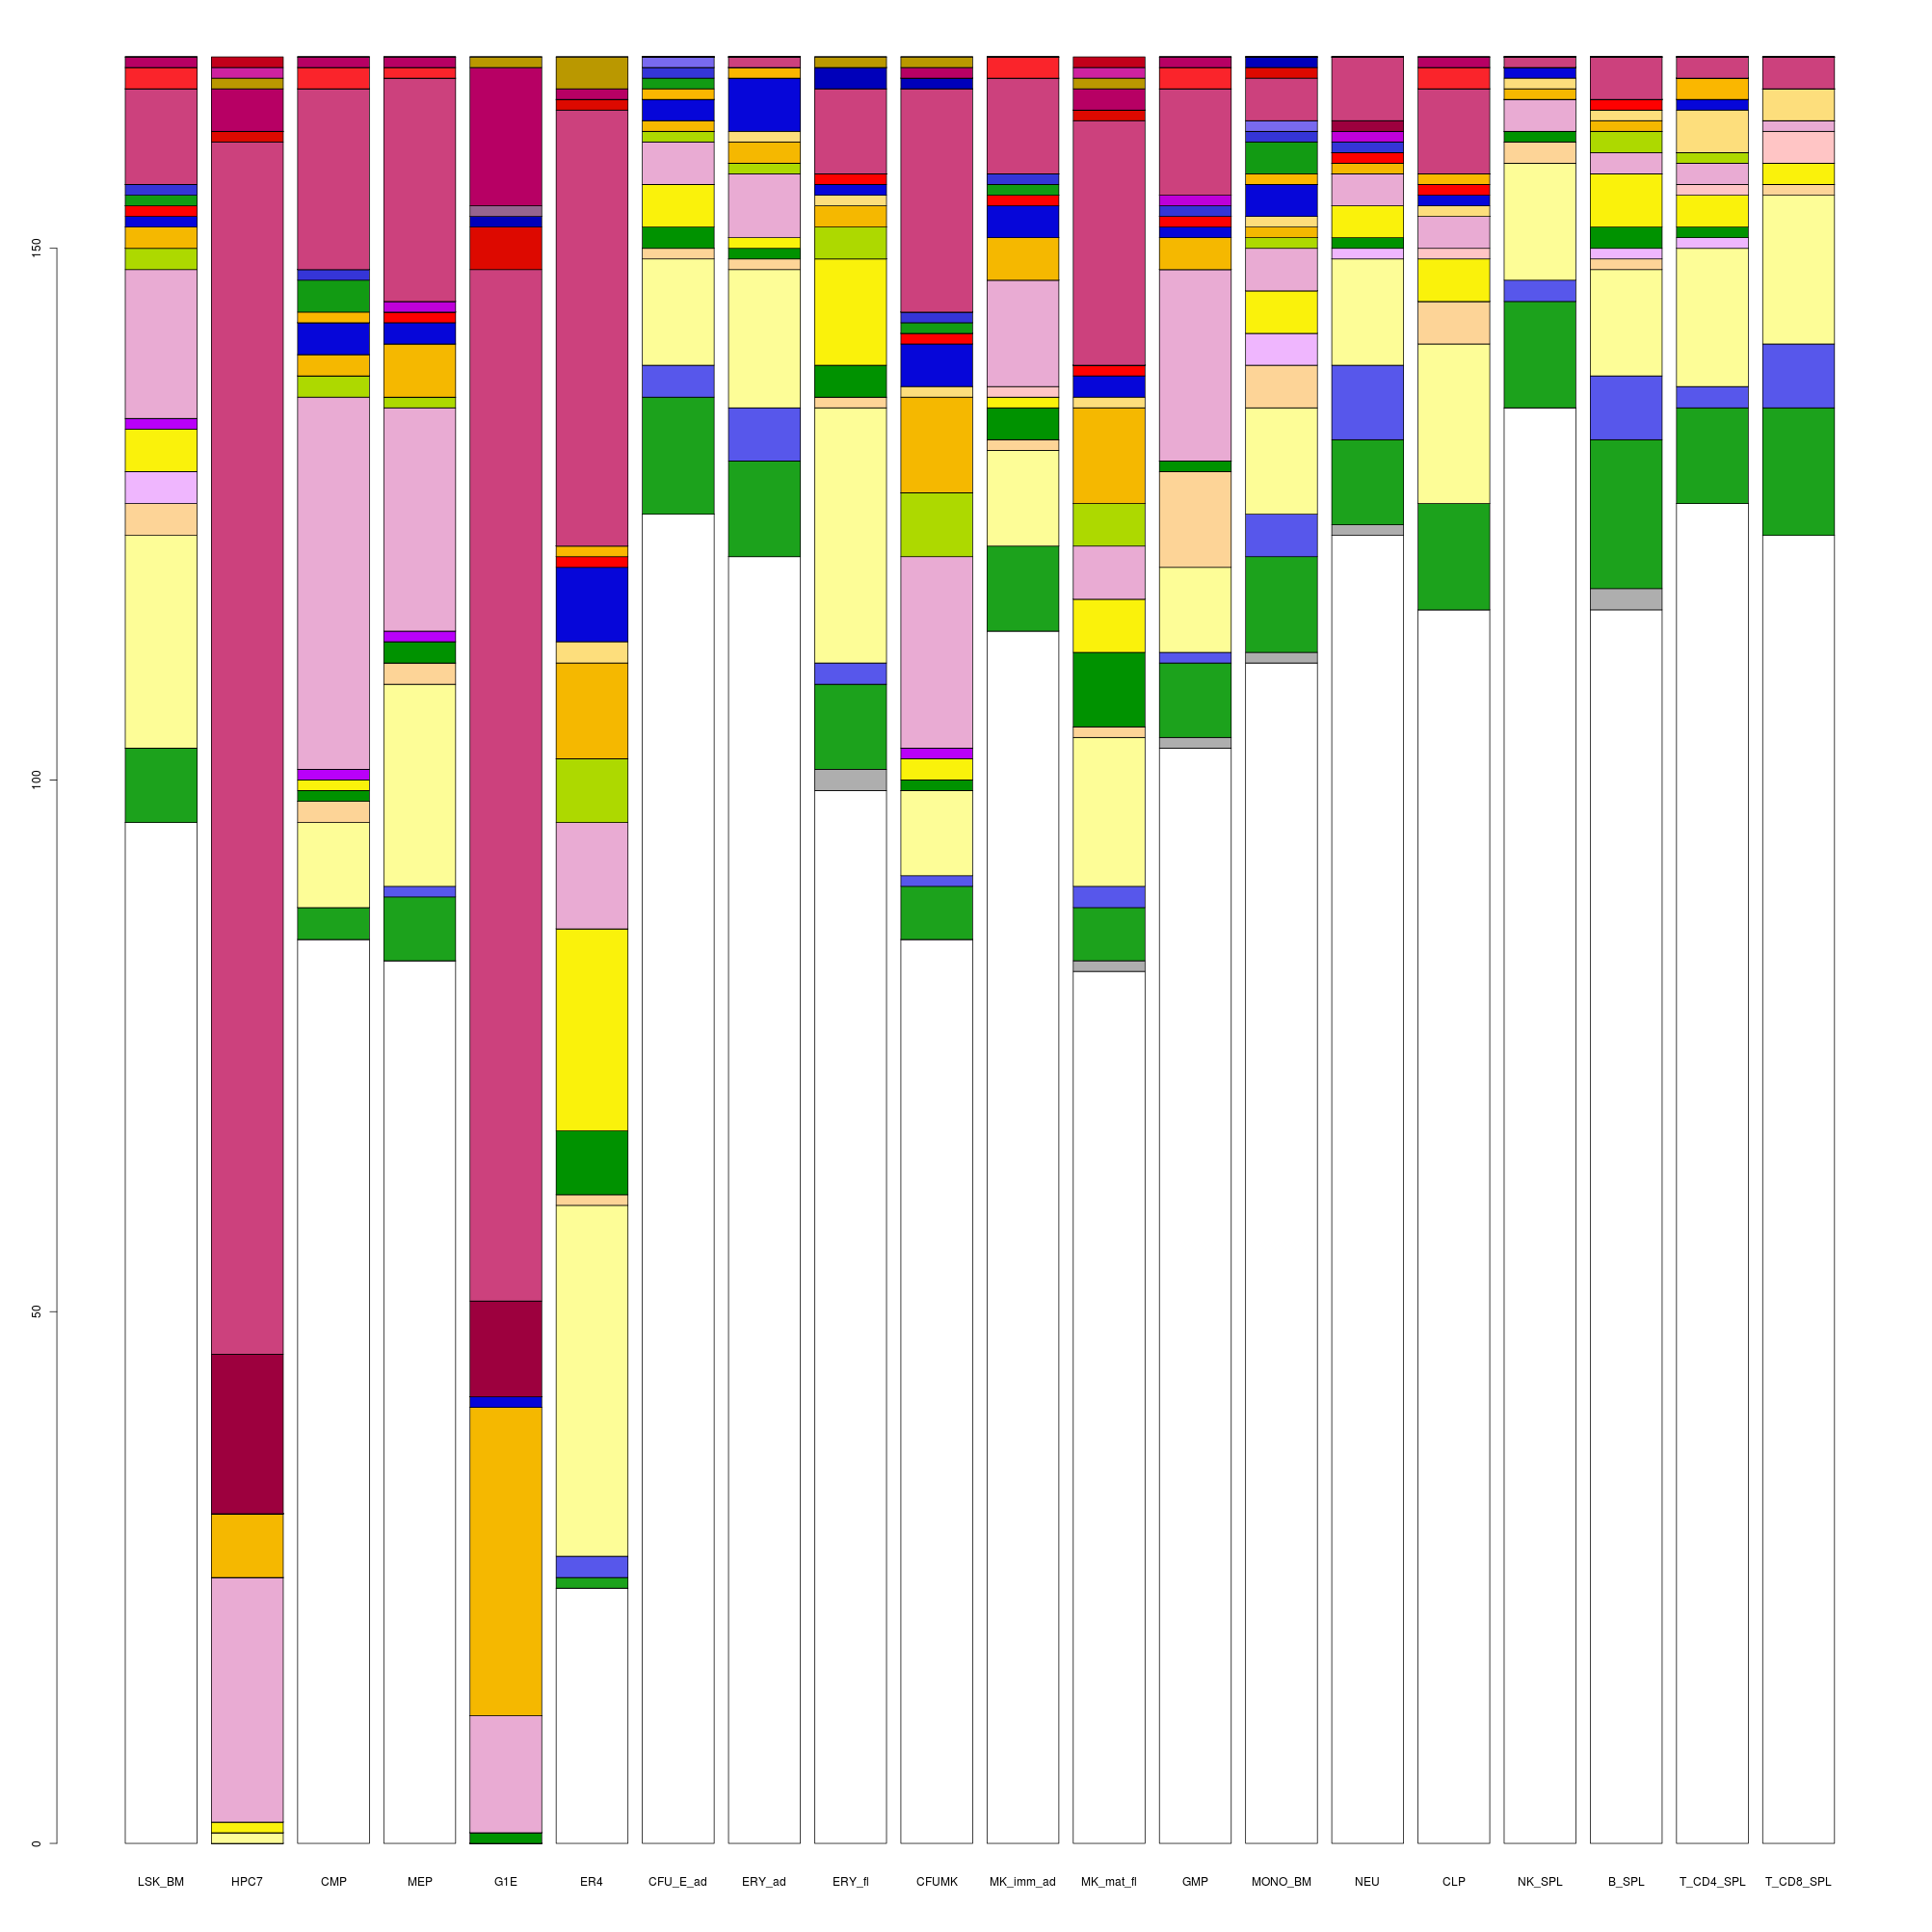 150
100
50
0
LSK_BM HPC7 CMP MEP G1E ER4 CFU_E_ad ERY_ad ERY_fl CFUMK MK_imm_ad MK_mat_fl GMP MONO_BM NEU CLP NK_SPL B_SPL T_CD4_SPL T_CD8_SPL